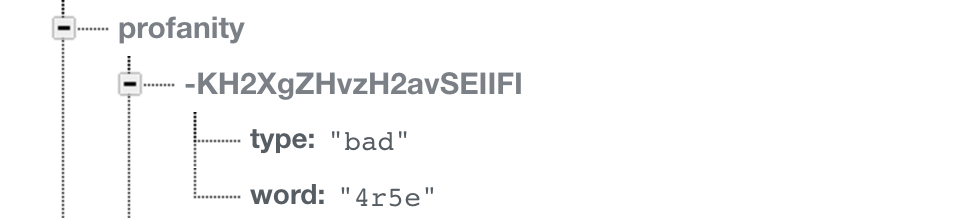 profanity
-KH2XgZHvzH2avSEIIFI
type: "bad"
word: "4r5e"